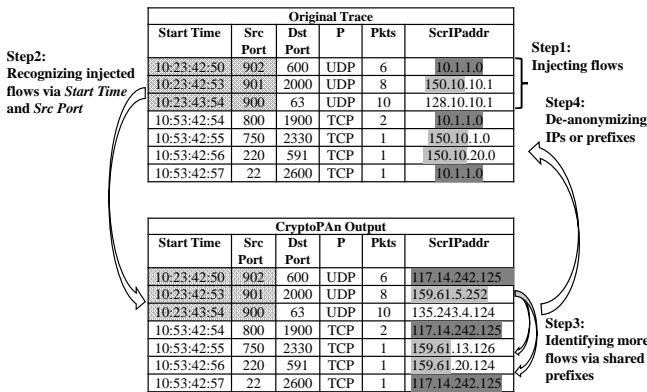 Original Trace
Start Time Src Port Dst Port P Pkts ScrIPaddr
10:23:42:50 902 600 UDP 6 10.1.1.0
10:23:42:53 901 2000 UDP 8 150.10.10.1
10:23:43:54 900 63 UDP 10 128.10.10.1
10:53:42:54 800 1900 TCP 2 10.1.1.0
10:53:42:55 750 2330 TCP 1 150.10.1.0
10:53:42:56 220 591 TCP 1 150.10.20.0
10:53:42:57 22 2600 TCP 1 10.1.1.0
Step1:
Injecting flows
Step2:
Recognizing injected
flows via Start Time
and Src Port
Step4:
De-anonymizing
IPs or prefixes
CryptoPAn Output
Start Time Src Port Dst Port P Pkts ScrIPaddr
10:23:42:50 902 600 UDP 6 117.14.242.125
10:23:42:53 901 2000 UDP 8 159.61.5.252
10:23:43:54 900 63 UDP 10 135.243.4.124
10:53:42:54 800 1900 TCP 2 117.14.242.125
10:53:42:55 750 2330 TCP 1 159.61.13.126
10:53:42:56 220 591 TCP 1 159.61.20.124
10:53:42:57 22 2600 TCP 1 117.14.242.125
Step3:
Identifying more
flows via shared
prefixes